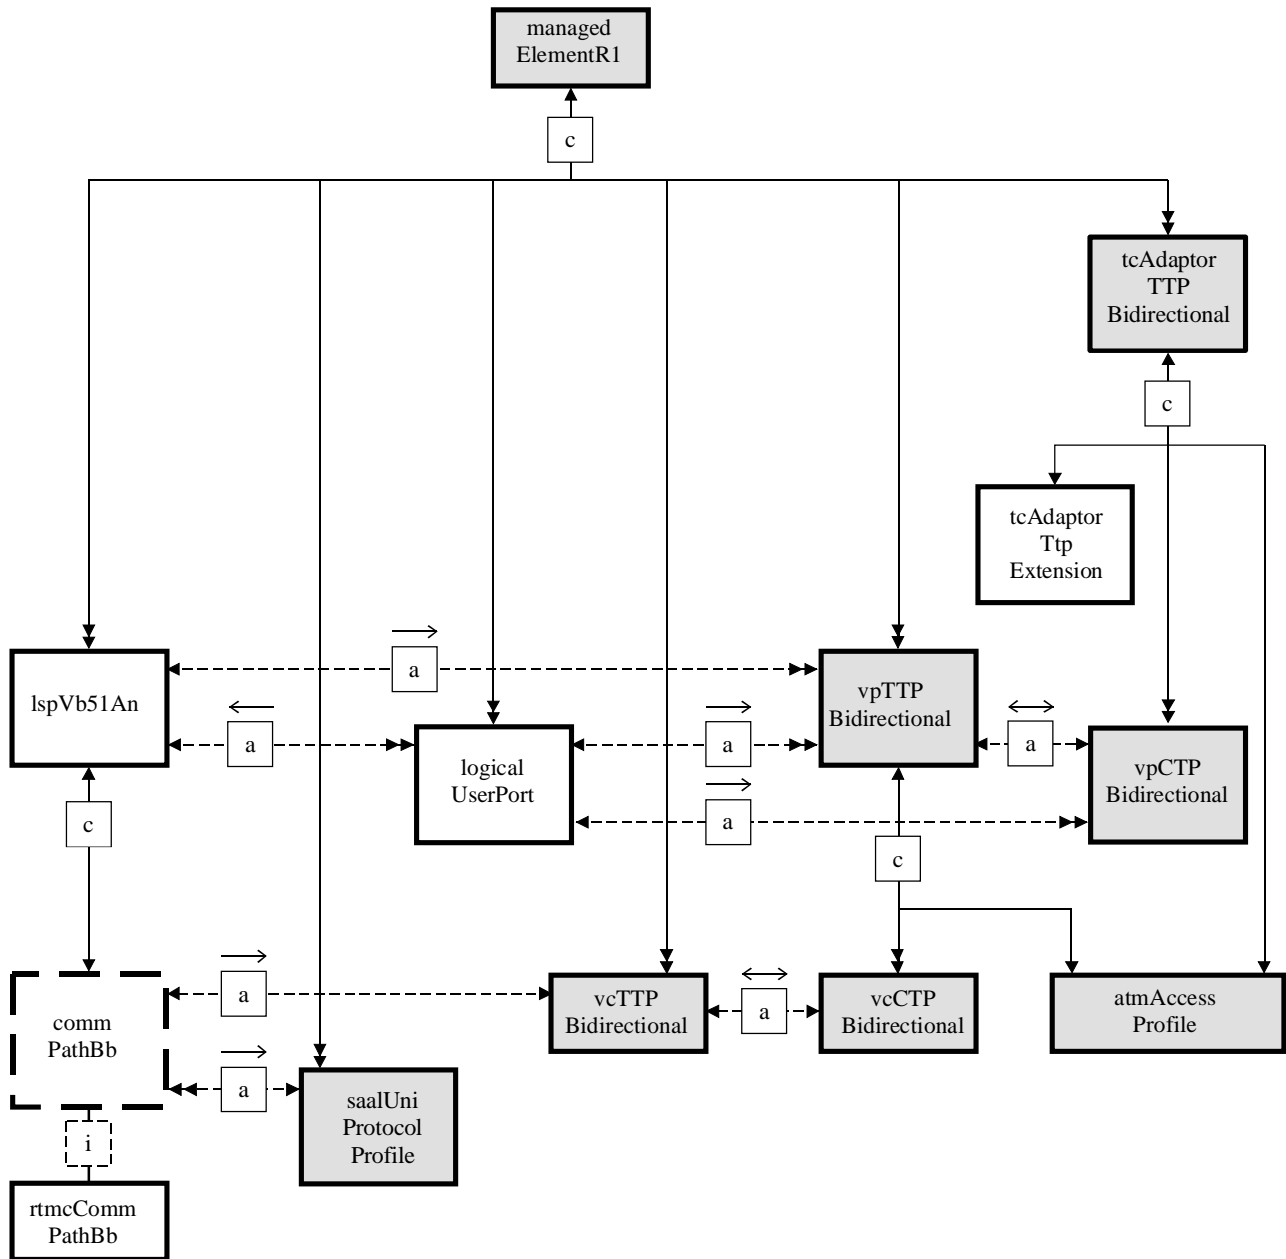 managed
ElementR1
c
tcAdaptor
TTP
Bidirectional
c
tcAdaptor
Ttp
Extension
lspVb51An
a
vpTTP
Bidirectional
a
logical
UserPort
a
a
vpCTP
Bidirectional
a
c
c
comm
PathBb
a
vcTTP
Bidirectional
a
vcCTP
Bidirectional
atmAccess
Profile
a
saalUni
Protocol
Profile
i
rtmcComm
PathBb